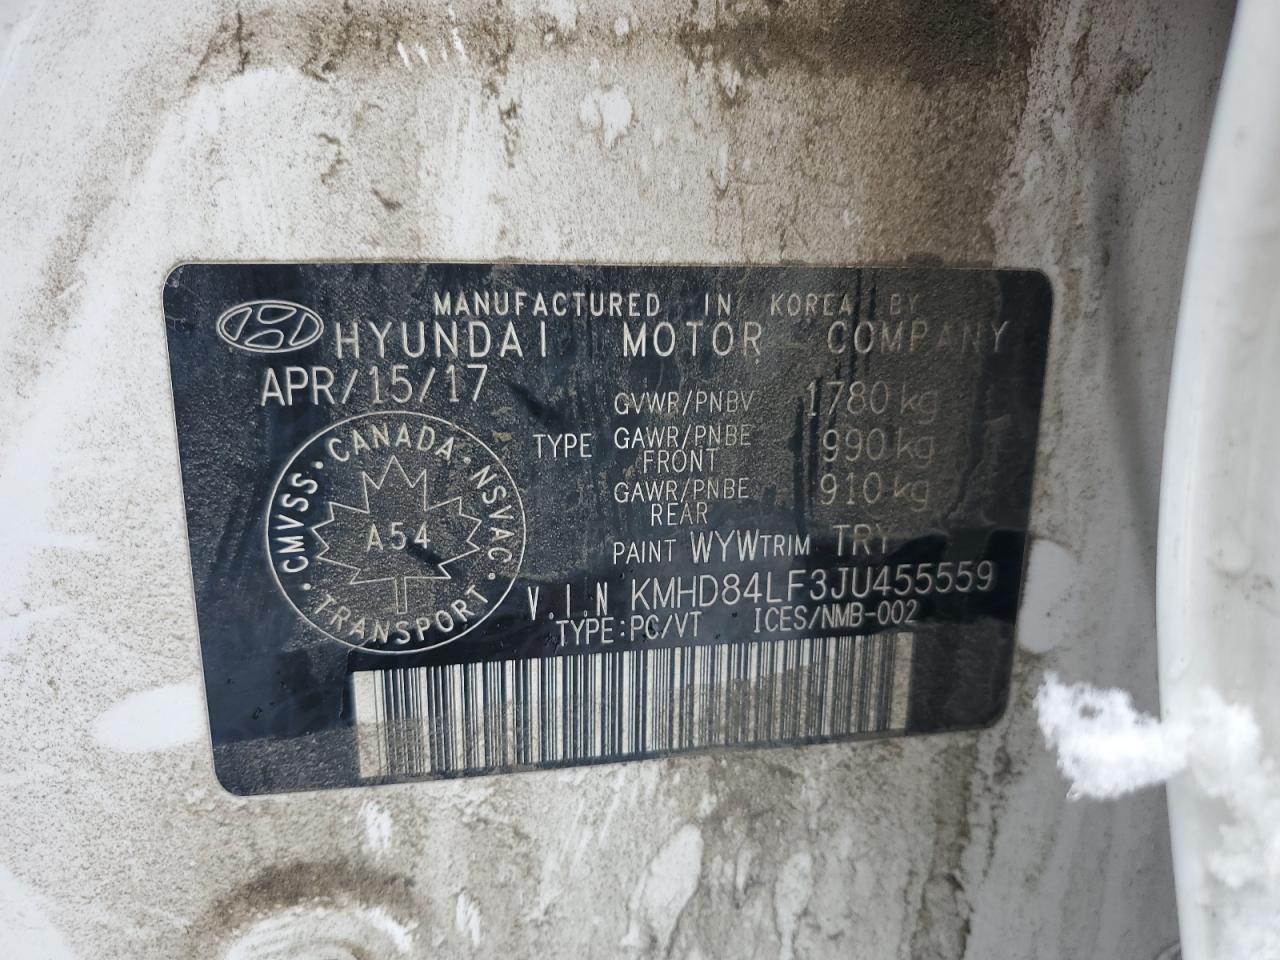 MANUFACTURED IN KOREA BY
HYUNDAI MOTOR COMPANY
APR/15/17
GVWR/PNBV 1780 kg
TYPE GAWR/PNBE FRONT 990 kg
GAWR/PNBE REAR 910 kg
CMVSS · CANADA · NSVAC · TRANSPORT ·
A54
PAINT WYW TRIM TRY
V.I.N KMHD84LF3JU455559
TYPE:PC/VT ICES/NMB-002